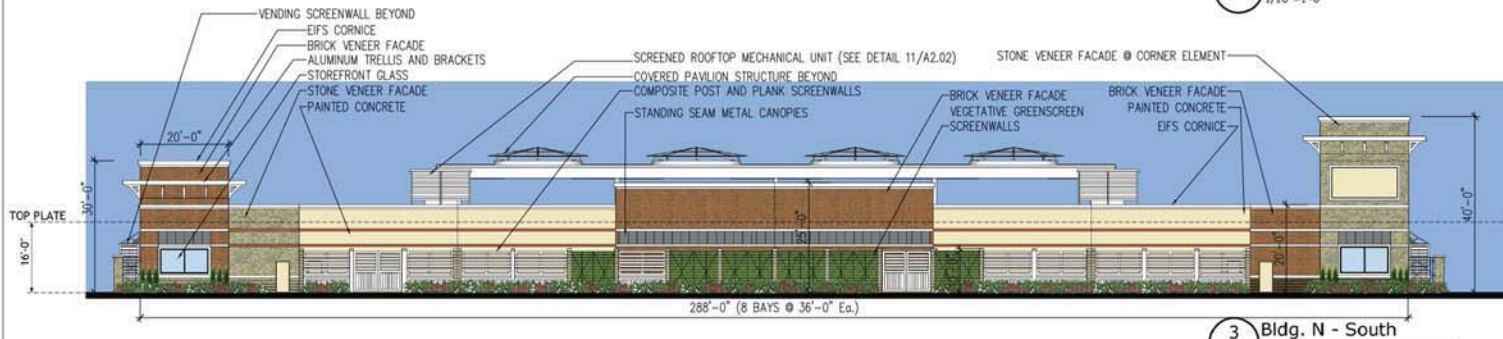 VENDING SCREENWALL BEYOND
EIFS CORNICE
BRICK VENEER FACADE
ALUMINUM TRELLIS AND BRACKETS
STOREFRONT GLASS
STONE VENEER FACADE
PAINTED CONCRETE
SCREENED ROOFTOP MECHANICAL UNIT (SEE DETAIL 11/A2.02)
COVERED PAVILION STRUCTURE BEYOND
COMPOSITE POST AND PLANK SCREENWALLS
STANDING SEAM METAL CANOPIES
BRICK VENEER FACADE
VEGETATIVE GREENSCREEN
SCREENWALLS
STONE VENEER FACADE @ CORNER ELEMENT
BRICK VENEER FACADE
PAINTED CONCRETE
EIFS CORNICE
20'-0"
30'-0"
TOP PLATE
16'-0"
25'-0"
20'-0"
40'-0"
288'-0" (8 BAYS @ 36'-0" Ea.)
3 Bldg. N - South